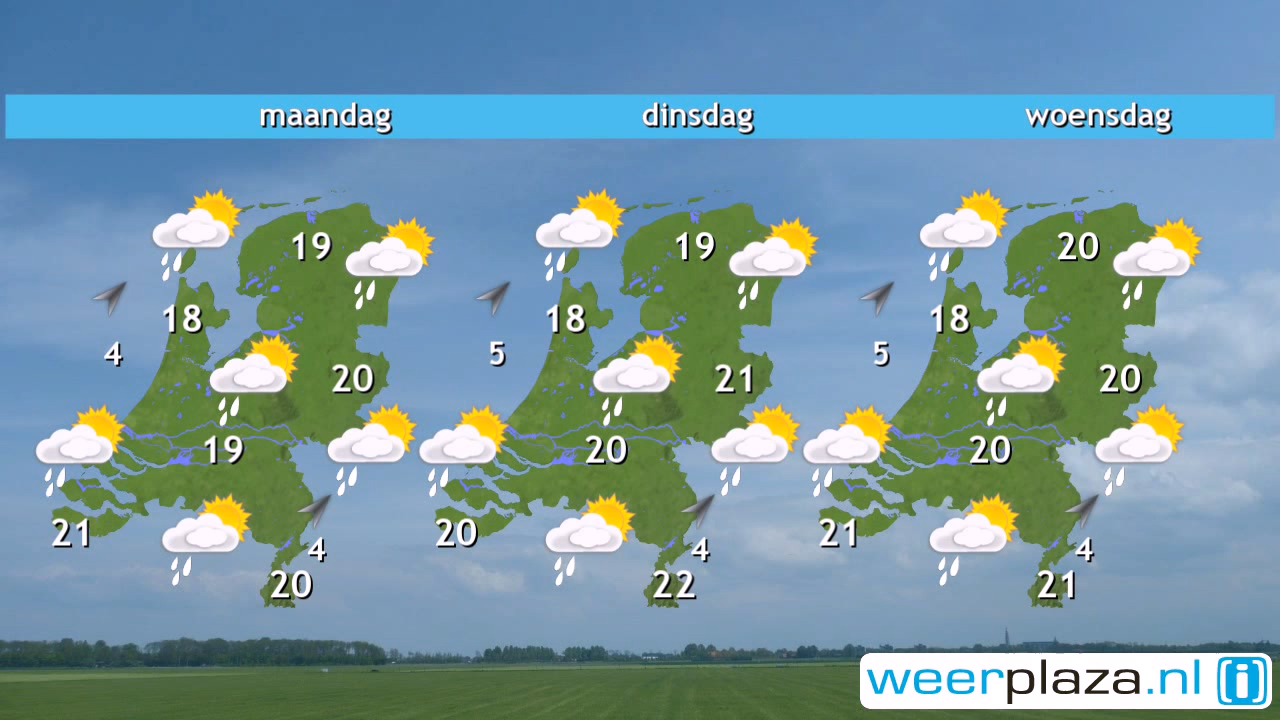 maandag dinsdag woensdag
19 19 20
18 18 18
4 5 5
20 21 20
19 20 20
21 20 21
4 4 4
20 22 21
weerplaza.nl i